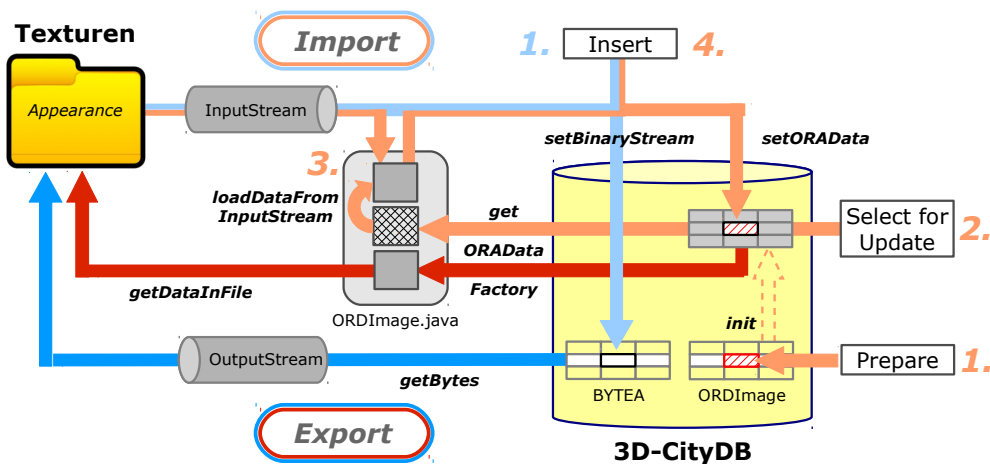 Texturen
Import
1.
Insert
4.
Appearance
InputStream
setBinaryStream
setORAData
3.
loadDataFrom
InputStream
get
Select for
Update
2.
ORAData
Factory
getDataInFile
ORDImage.java
init
OutputStream
getBytes
Prepare
1.
BYTEA
ORDImage
Export
3D-CityDB